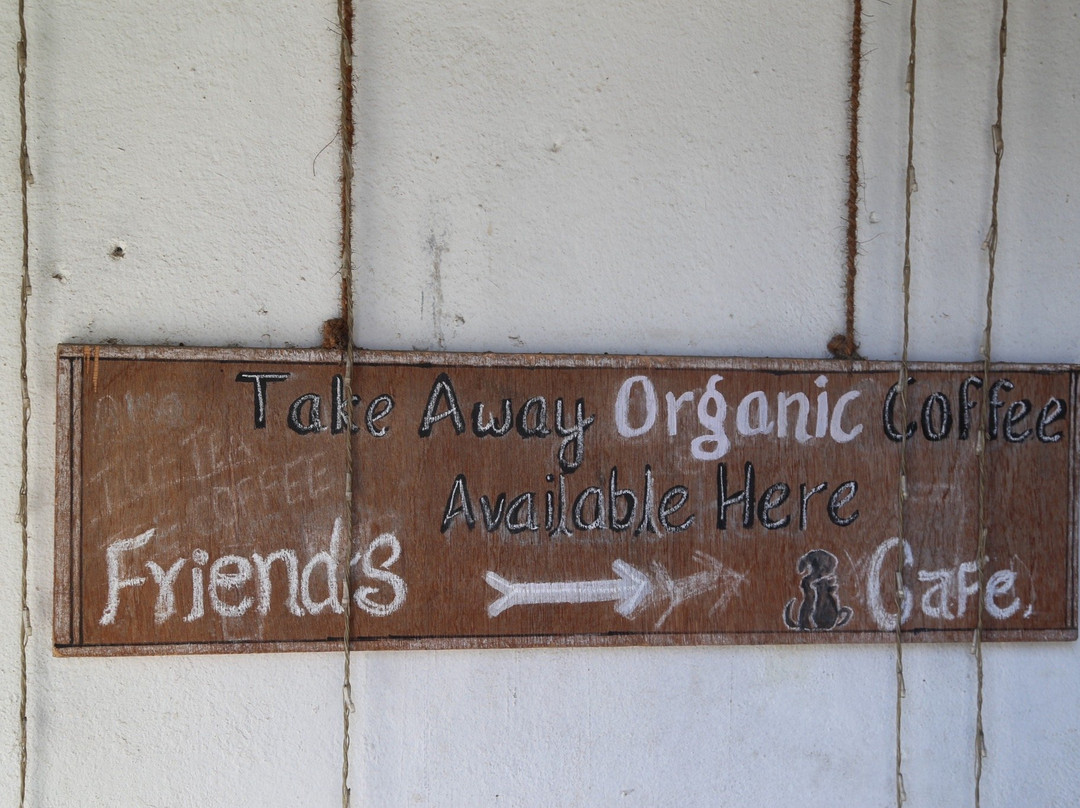 Take Away Organic Coffee
Available Here
Friend's Cafe.